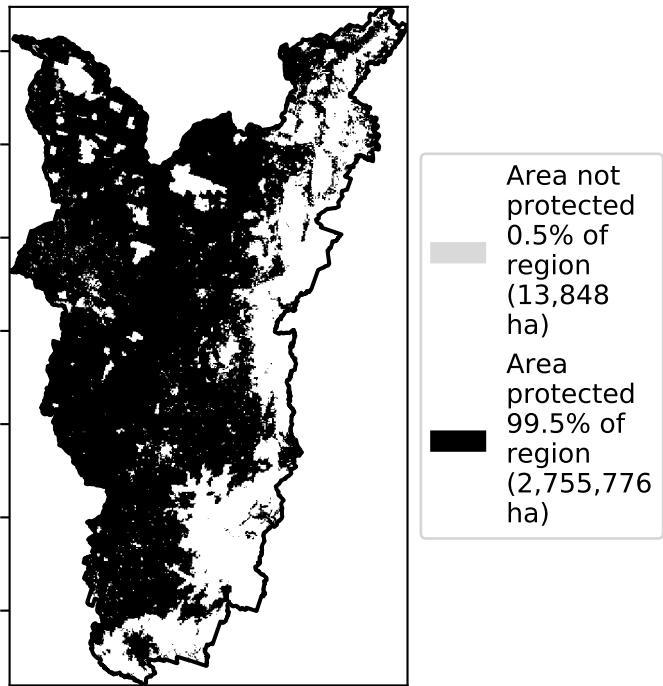 Area not
protected
0.5% of
region
(13,848
ha)
Area
protected
99.5% of
region
(2,755,776
ha)